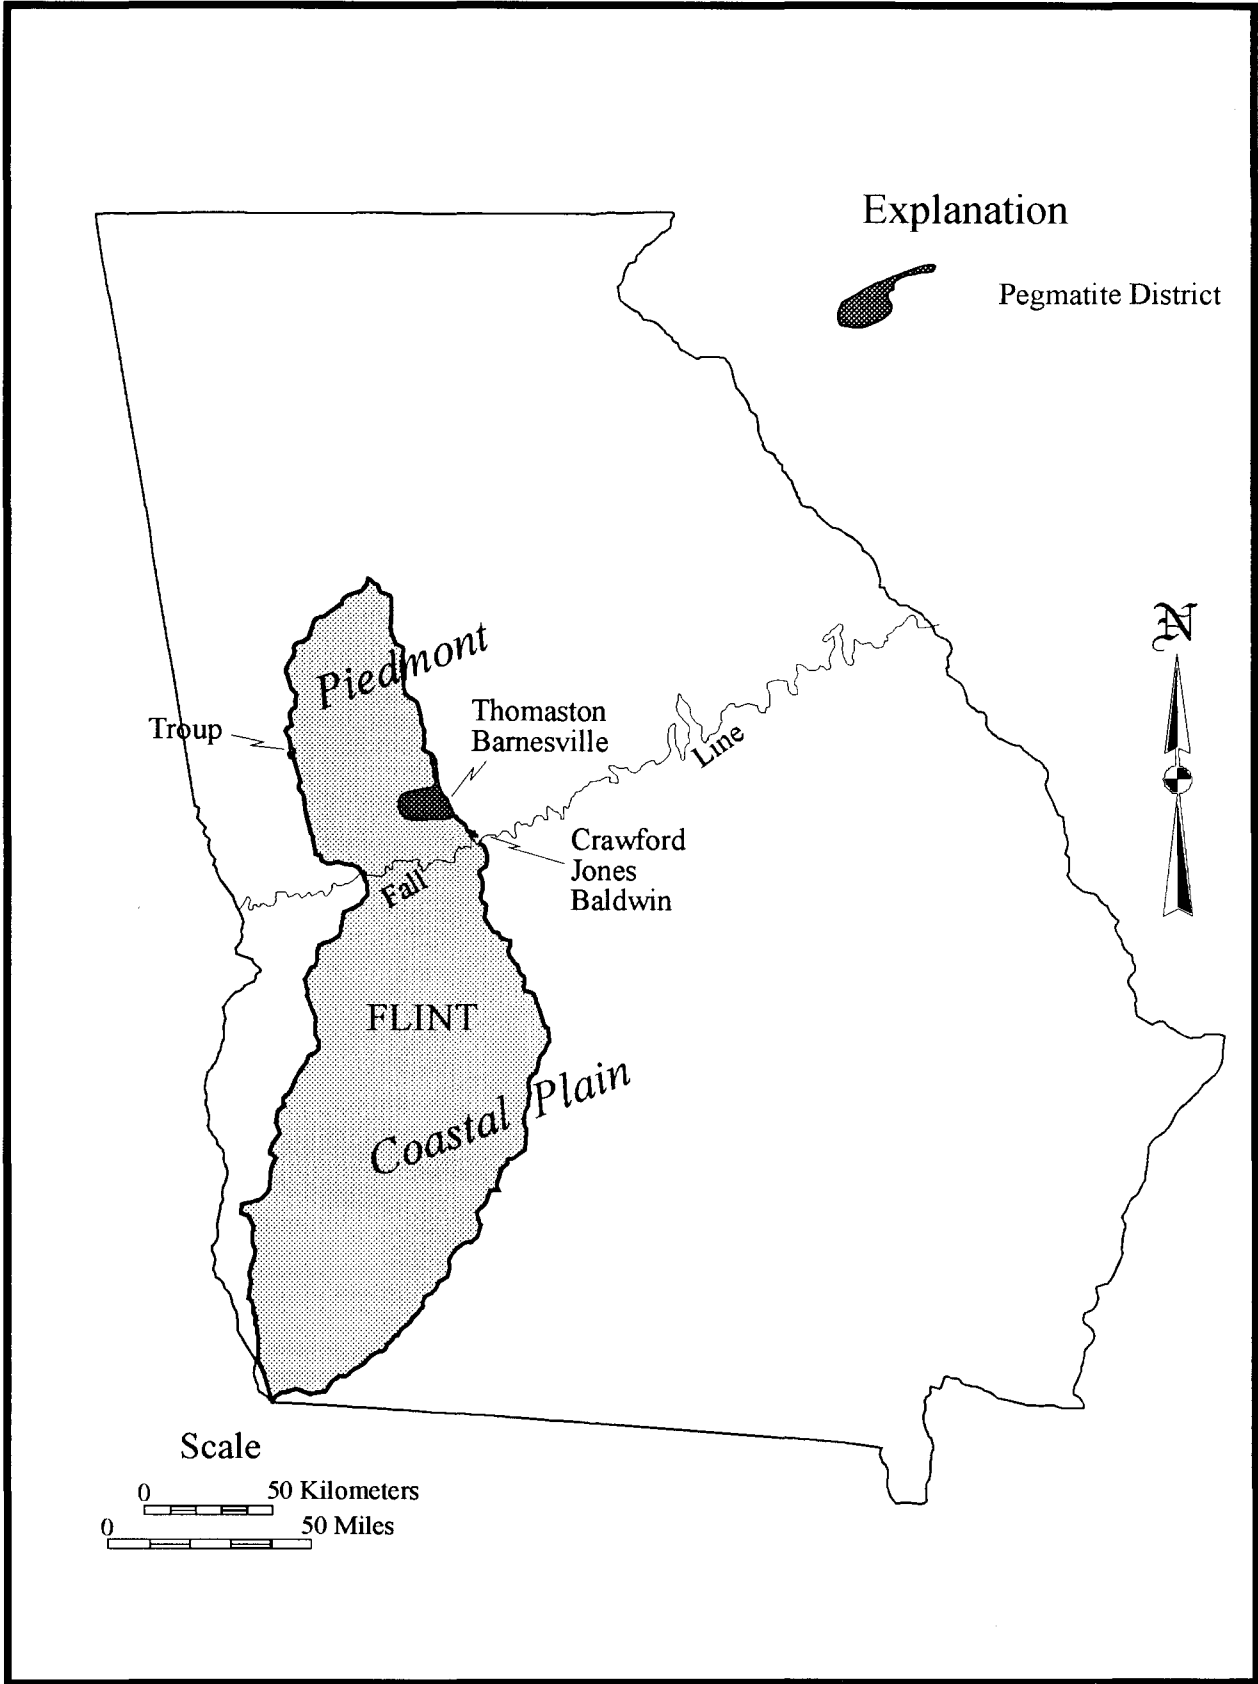 Explanation
Pegmatite District
N
Piedmont
Thomaston
Barnesville
Troup
Line
Crawford
Jones
Baldwin
Fall
FLINT
Coastal Plain
Scale
0 50 Kilometers
0 50 Miles